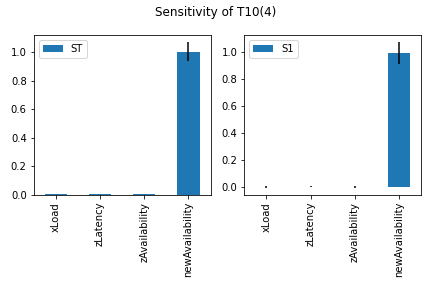 Sensitivity of T10(4)
ST
1.0
0.8
0.6
0.4
0.2
0.0
xLoad
zLatency
zAvailability
newAvailability
S1
1.0
0.8
0.6
0.4
0.2
0.0
xLoad
zLatency
zAvailability
newAvailability